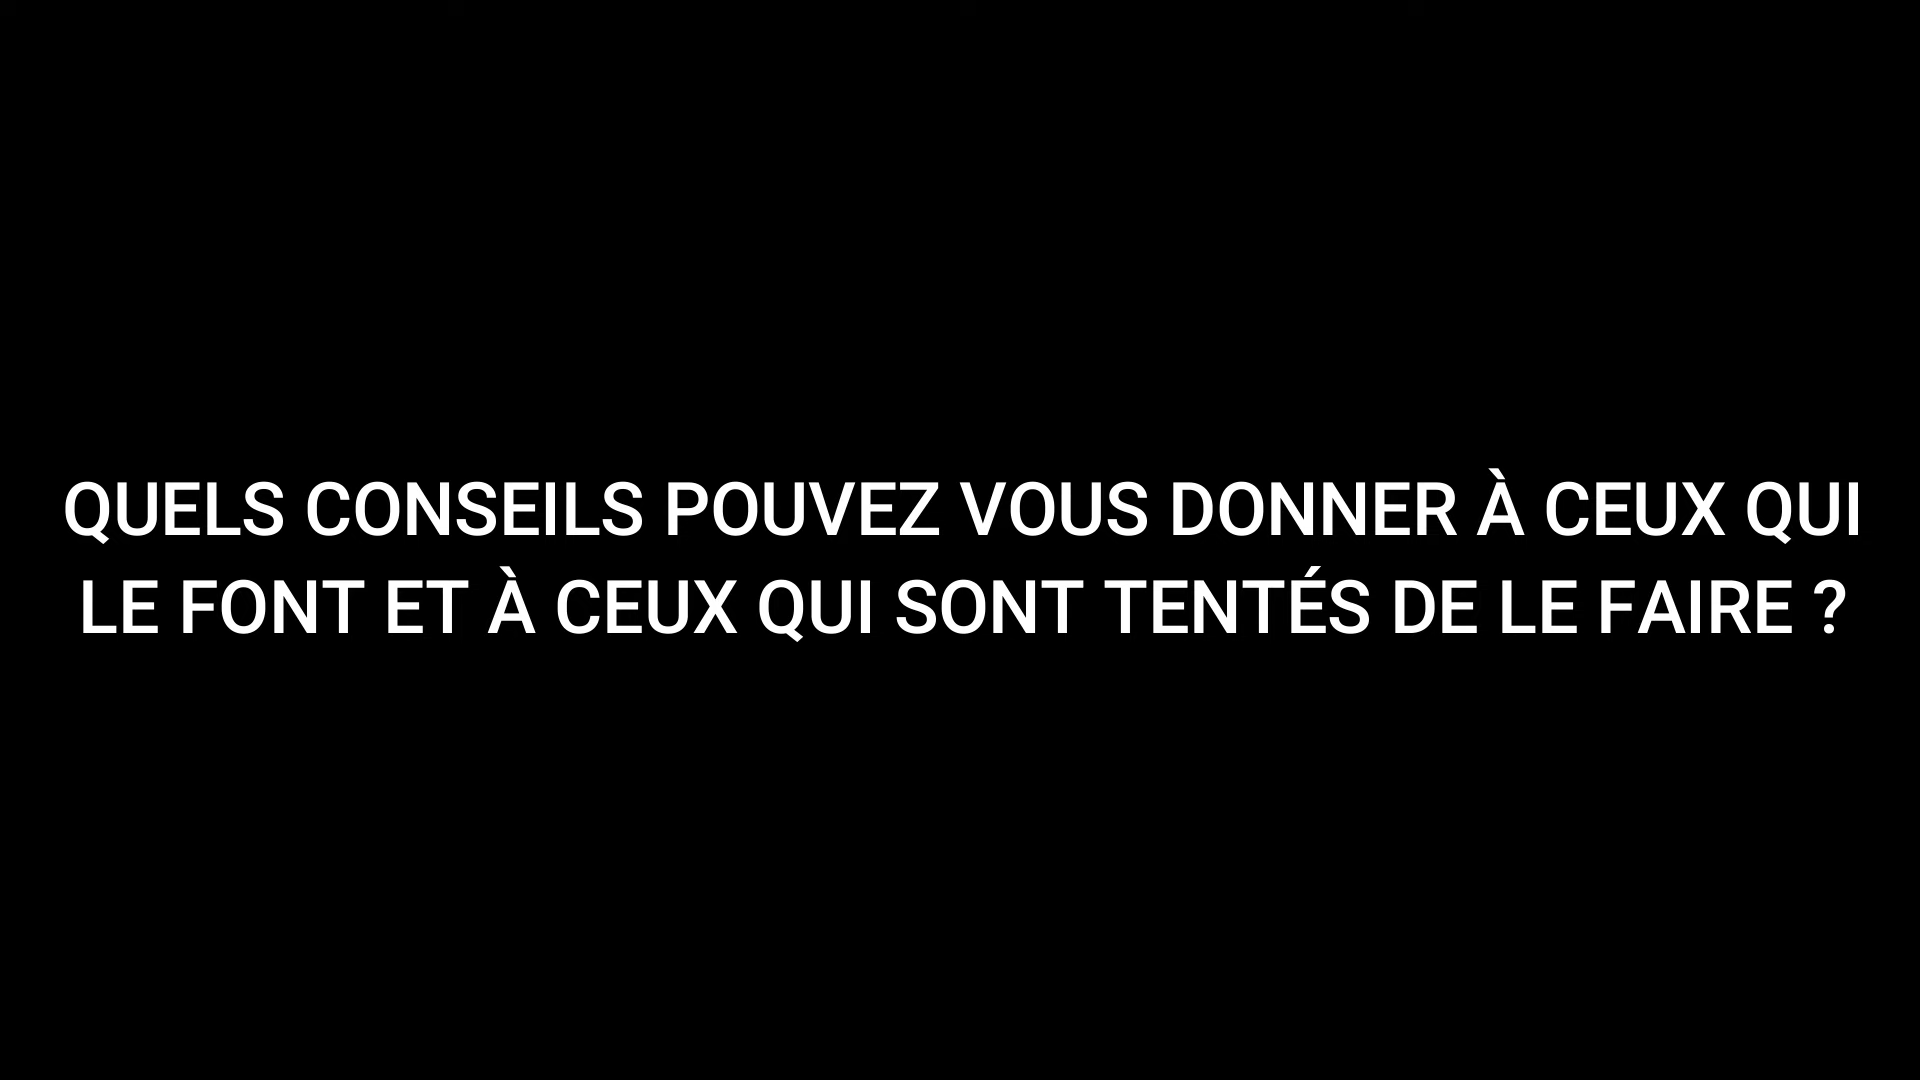 QUELS CONSEILS POUVEZ VOUS DONNER À CEUX QUI
LE FONT ET À CEUX QUI SONT TENTÉS DE LE FAIRE ?